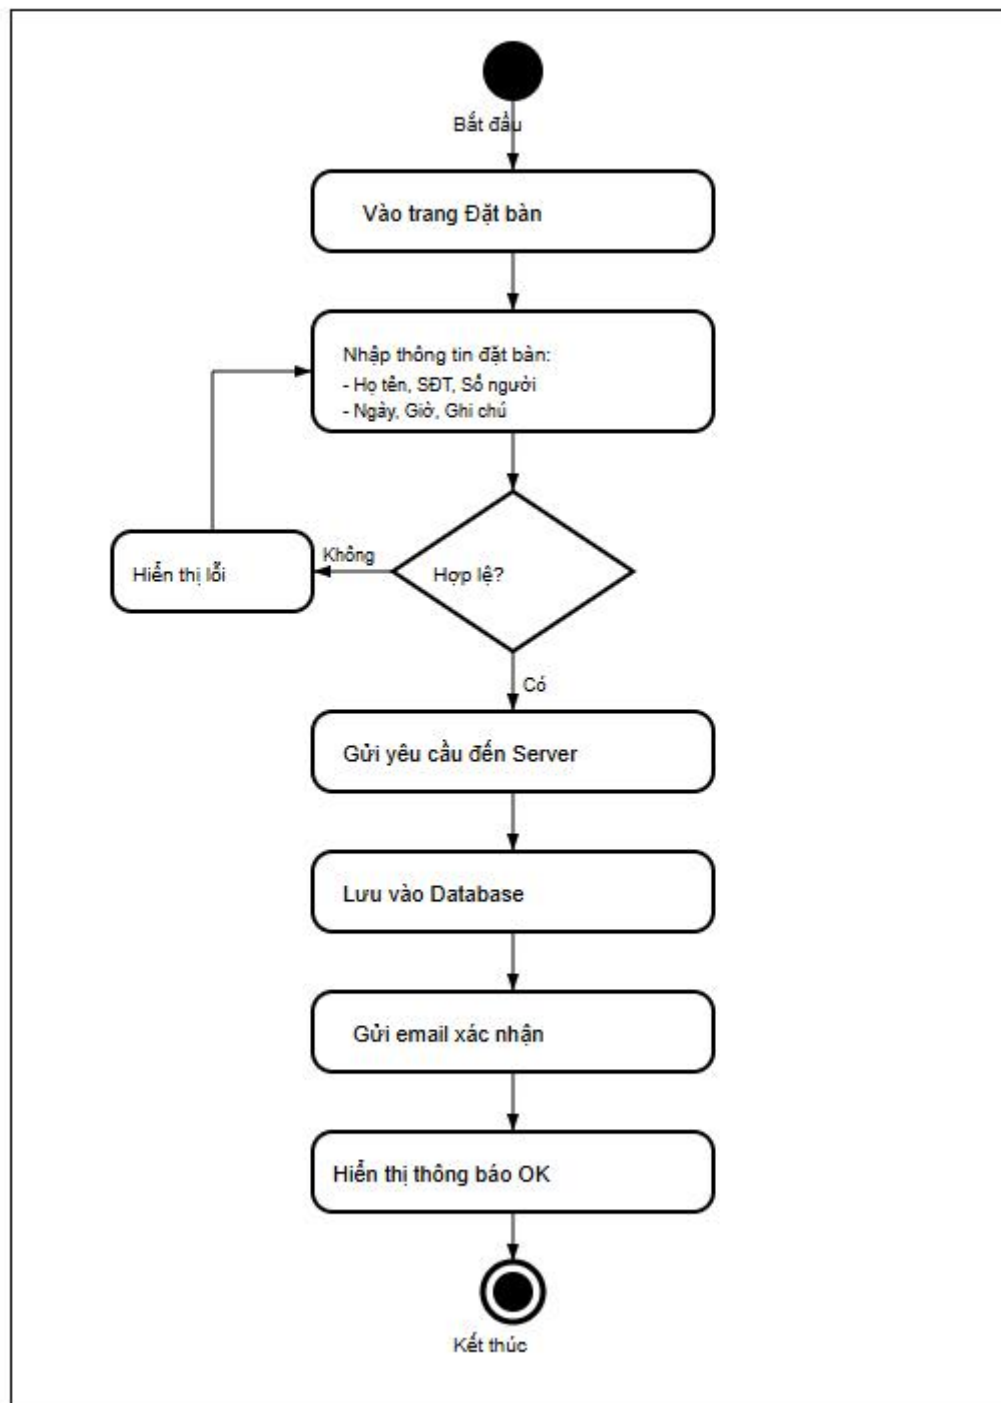 Bắt đầu
Vào trang Đặt bàn
Nhập thông tin đặt bàn:
- Họ tên, SĐT, Số người
- Ngày, Giờ, Ghi chú
Hiển thị lỗi
Không
Hợp lệ?
Có
Gửi yêu cầu đến Server
Lưu vào Database
Gửi email xác nhận
Hiển thị thông báo OK
Kết thúc